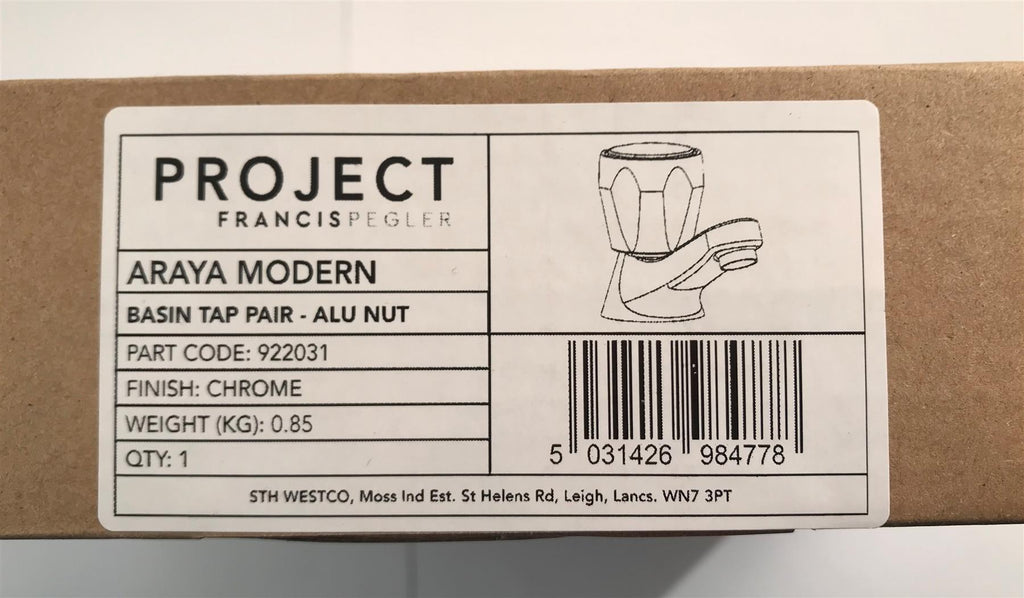 PROJECT
FRANCISPEGLER
ARAYA MODERN
BASIN TAP PAIR - ALU NUT
PART CODE: 922031
FINISH: CHROME
WEIGHT (KG): 0.85
QTY: 1
5 031426 984778
STH WESTCO, Moss Ind Est. St Helens Rd, Leigh, Lancs. WN7 3PT